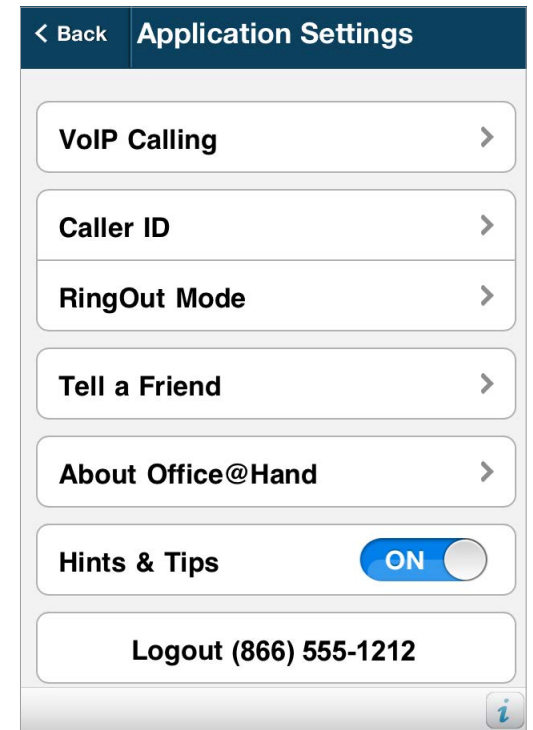 Back Application Settings
VoIP Calling
Caller ID
RingOut Mode
Tell a Friend
About Office@Hand
Hints & Tips ON
Logout (866) 555-1212
i